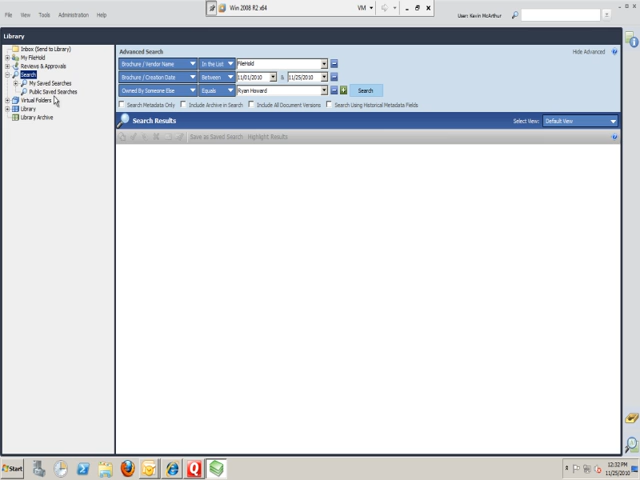 Win 2008 R2 x64
VM
File View Tools Administration Help
User: Kevin McArthur
Library
Inbox (Send to Library)
My FileHold
Reviews & Approvals
Search
My Saved Searches
Public Saved Searches
Virtual Folders
Library
Library Archive
Advanced Search
Hide Advanced
Brochure / Vendor Name In the List FileHold
Brochure / Creation Date Between 11/01/2010 & 11/25/2010
Owned By Someone Else Equals Ryan Howard Search
Search Metadata Only Include Archive in Search Include All Document Versions Search Using Historical Metadata Fields
Search Results
Select View: Default View
Save as Saved Search Highlight Results
Start
12:32 PM
11/25/2010